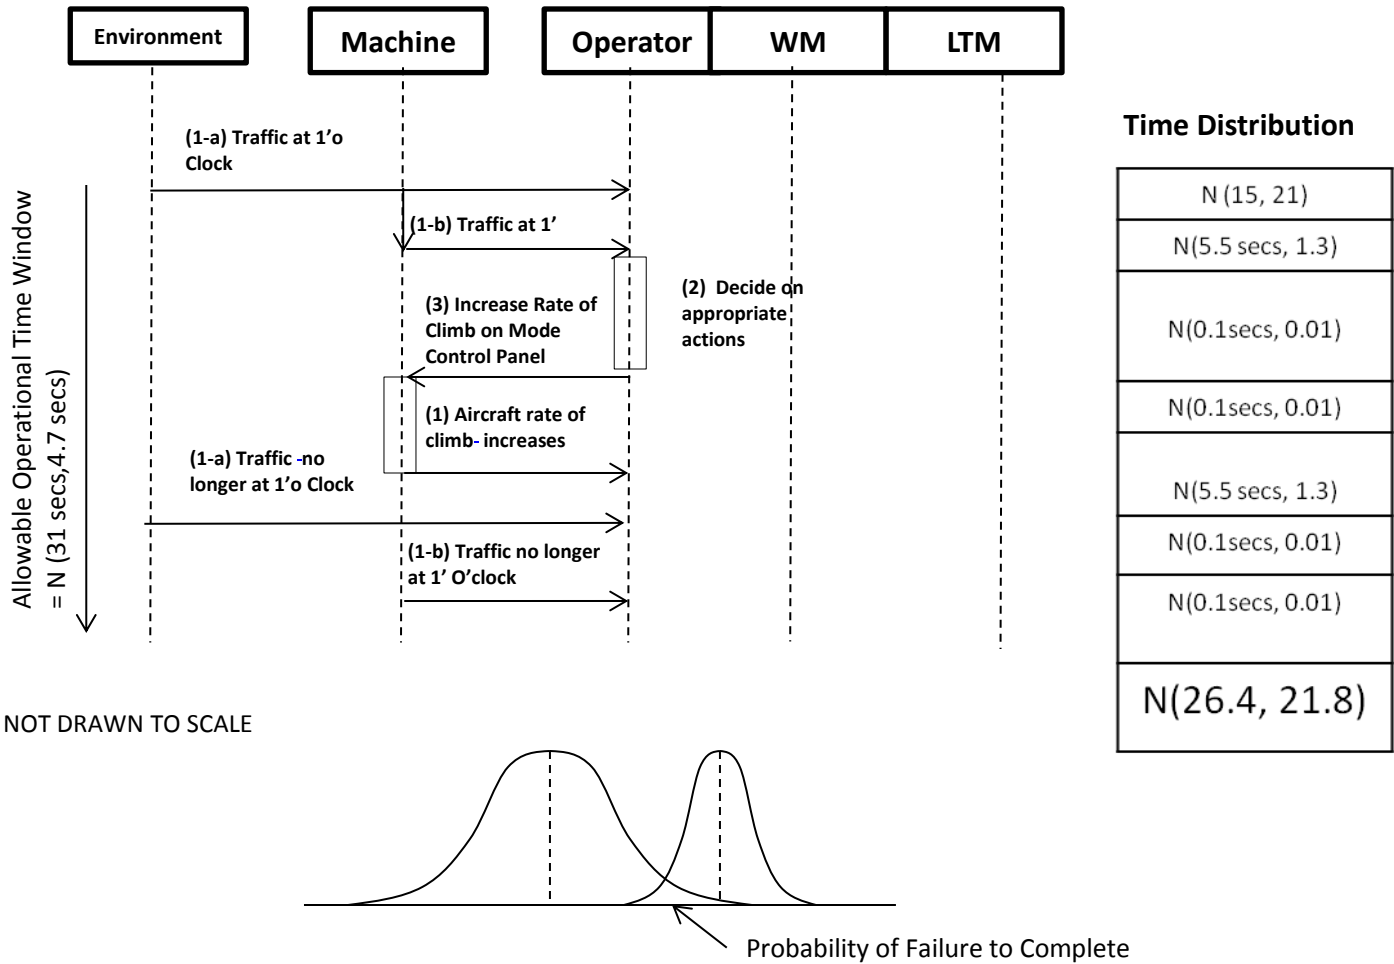 Environment
Machine
Operator
WM
LTM
Time Distribution
(1-a) Traffic at 1’o
Clock
(1-b) Traffic at 1’
(2) Decide on
appropriate
actions
(3) Increase Rate of
Climb on Mode
Control Panel
(1) Aircraft rate of
climb- increases
(1-a) Traffic -no
longer at 1’o Clock
(1-b) Traffic no longer
at 1’ O’clock
Allowable Operational Time Window
= N (31 secs,4.7 secs)
N (15, 21)
N(5.5 secs, 1.3)
N(0.1secs, 0.01)
N(0.1secs, 0.01)
N(5.5 secs, 1.3)
N(0.1secs, 0.01)
N(0.1secs, 0.01)
N(26.4, 21.8)
NOT DRAWN TO SCALE
Probability of Failure to Complete